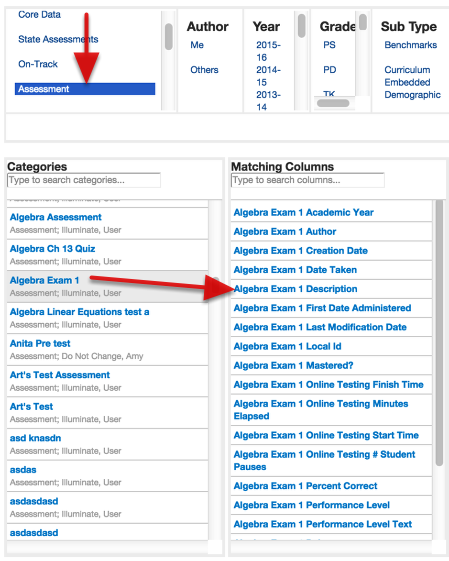 Core Data
State Assessments
On-Track
Assessment
Author
Me
Others
Year
2015-
16
2014-
15
2013-
14
Grade
PS
PD
TK
Sub Type
Benchmarks
Curriculum
Embedded
Demographic
Categories
Type to search categories...
Algebra Assessment
Assessment; Illuminate, User
Algebra Ch 13 Quiz
Assessment; Illuminate, User
Algebra Exam 1
Assessment; Illuminate, User
Algebra Linear Equations test a
Assessment; Illuminate, User
Anita Pre test
Assessment; Do Not Change, Amy
Art's Test Assessment
Assessment; Illuminate, User
Art's Test
Assessment; Illuminate, User
asd knasdn
Assessment; Illuminate, User
asdas
Assessment; Illuminate, User
asdasdasd
Assessment; Illuminate, User
asdasdasd
Matching Columns
Type to search columns...
Algebra Exam 1 Academic Year
Algebra Exam 1 Author
Algebra Exam 1 Creation Date
Algebra Exam 1 Date Taken
Algebra Exam 1 Description
Algebra Exam 1 First Date Administered
Algebra Exam 1 Last Modification Date
Algebra Exam 1 Local Id
Algebra Exam 1 Mastered?
Algebra Exam 1 Online Testing Finish Time
Algebra Exam 1 Online Testing Minutes
Elapsed
Algebra Exam 1 Online Testing Start Time
Algebra Exam 1 Online Testing # Student
Pauses
Algebra Exam 1 Percent Correct
Algebra Exam 1 Performance Level
Algebra Exam 1 Performance Level Text